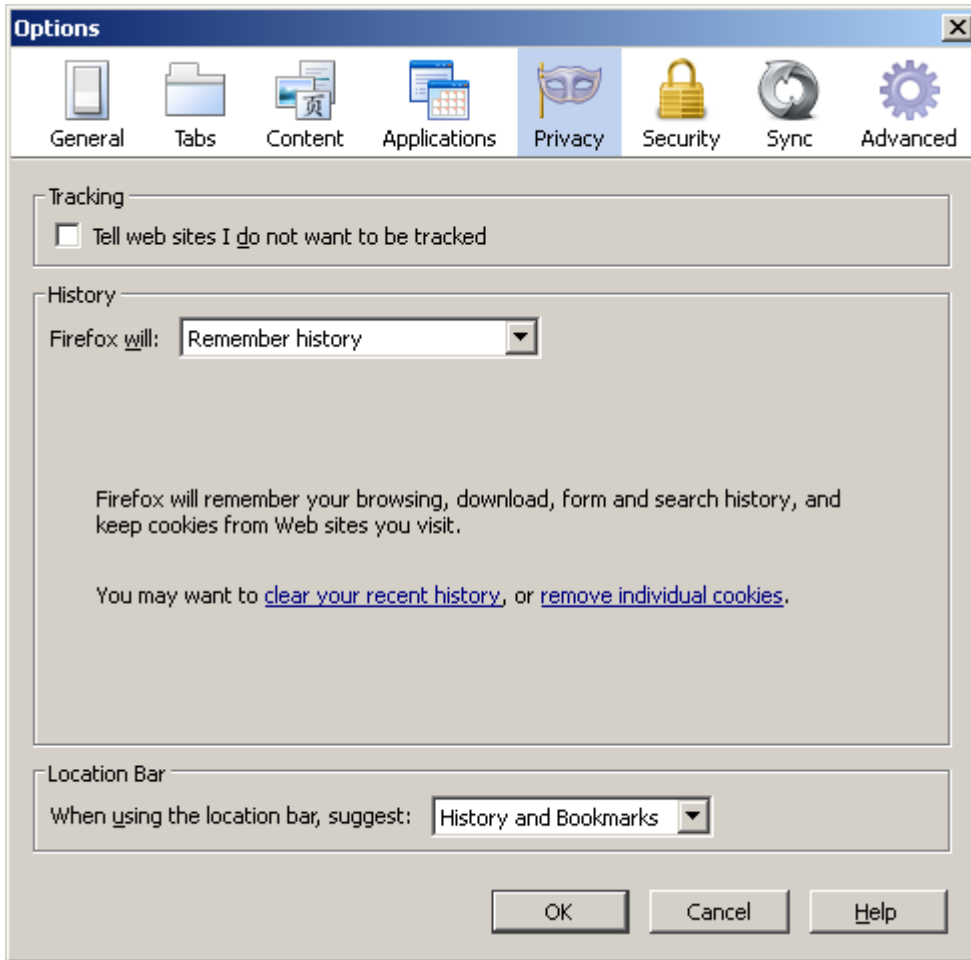 Options
General Tabs Content Applications Privacy Security Sync Advanced
页
Tracking
Tell web sites I do not want to be tracked
History
Firefox will: Remember history
Firefox will remember your browsing, download, form and search history, and
keep cookies from Web sites you visit.
You may want to clear your recent history, or remove individual cookies.
Location Bar
When using the location bar, suggest: History and Bookmarks
OK Cancel Help